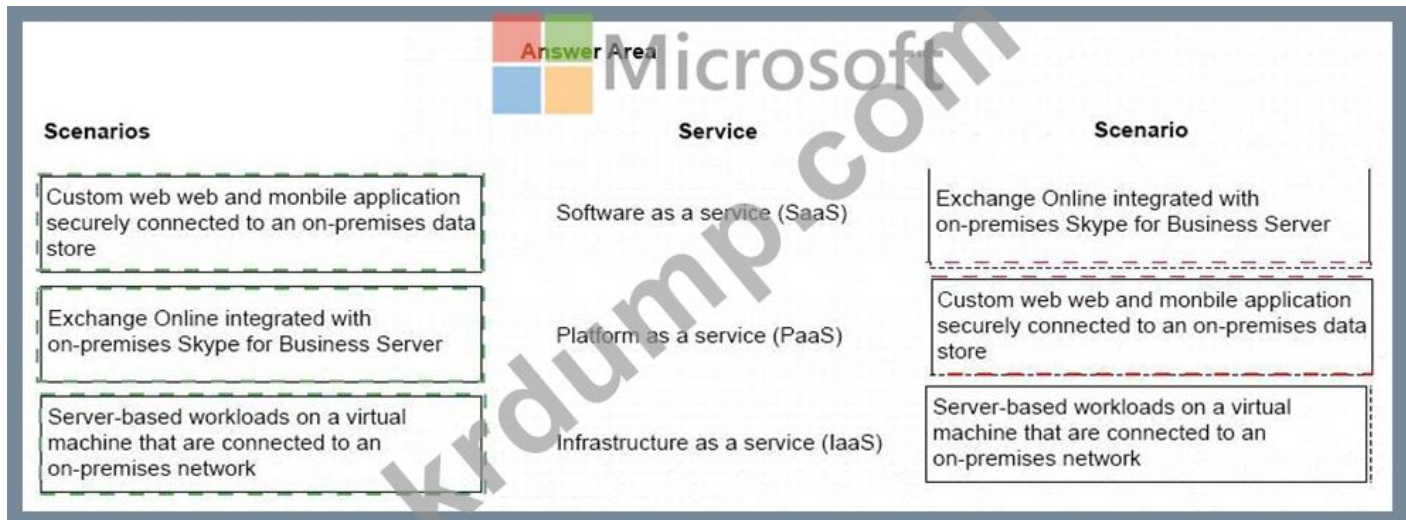 Answer Area
Microsoft
Scenarios
Service
Scenario
Custom web web and monbile application
securely connected to an on-premises data
store
Software as a service (SaaS)
Exchange Online integrated with
on-premises Skype for Business Server
Exchange Online integrated with
on-premises Skype for Business Server
Platform as a service (PaaS)
Custom web web and monbile application
securely connected to an on-premises data
store
Server-based workloads on a virtual
machine that are connected to an
on-premises network
Infrastructure as a service (IaaS)
Server-based workloads on a virtual
machine that are connected to an
on-premises network
krdump.com